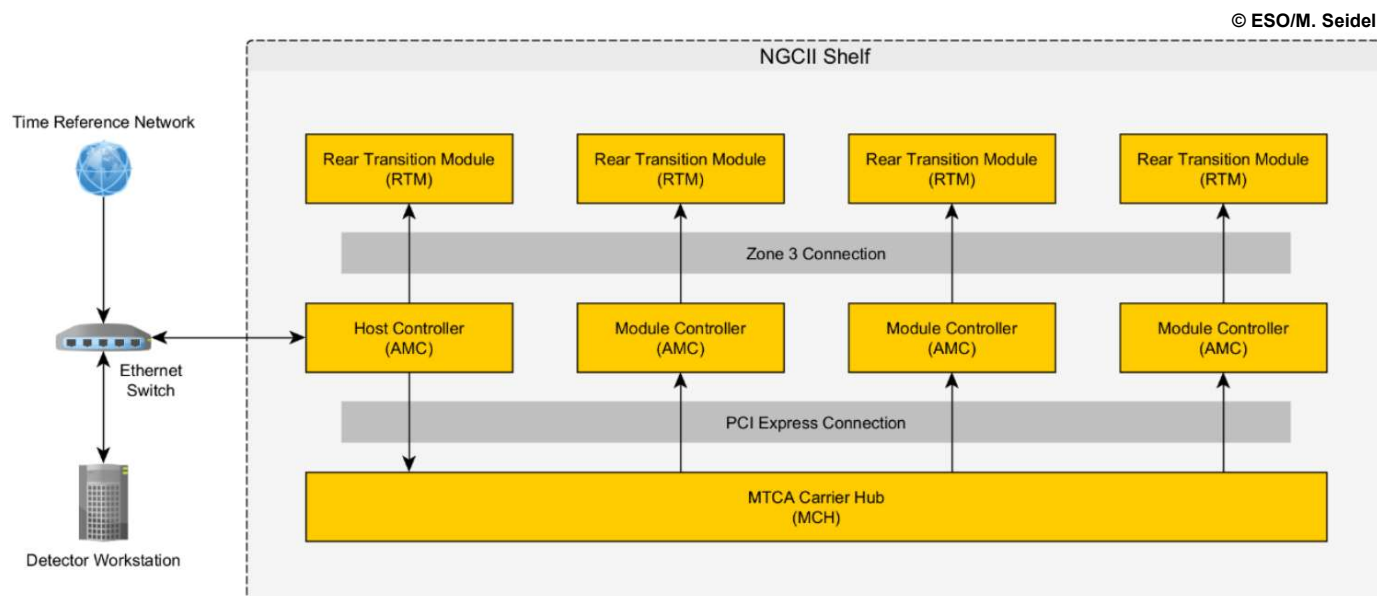 © ESO/M. Seidel
NGCII Shelf
Time Reference Network
Rear Transition Module
(RTM)
Rear Transition Module
(RTM)
Rear Transition Module
(RTM)
Rear Transition Module
(RTM)
Zone 3 Connection
Host Controller
(AMC)
Module Controller
(AMC)
Module Controller
(AMC)
Module Controller
(AMC)
Ethernet
Switch
PCI Express Connection
MTCA Carrier Hub
(MCH)
Detector Workstation